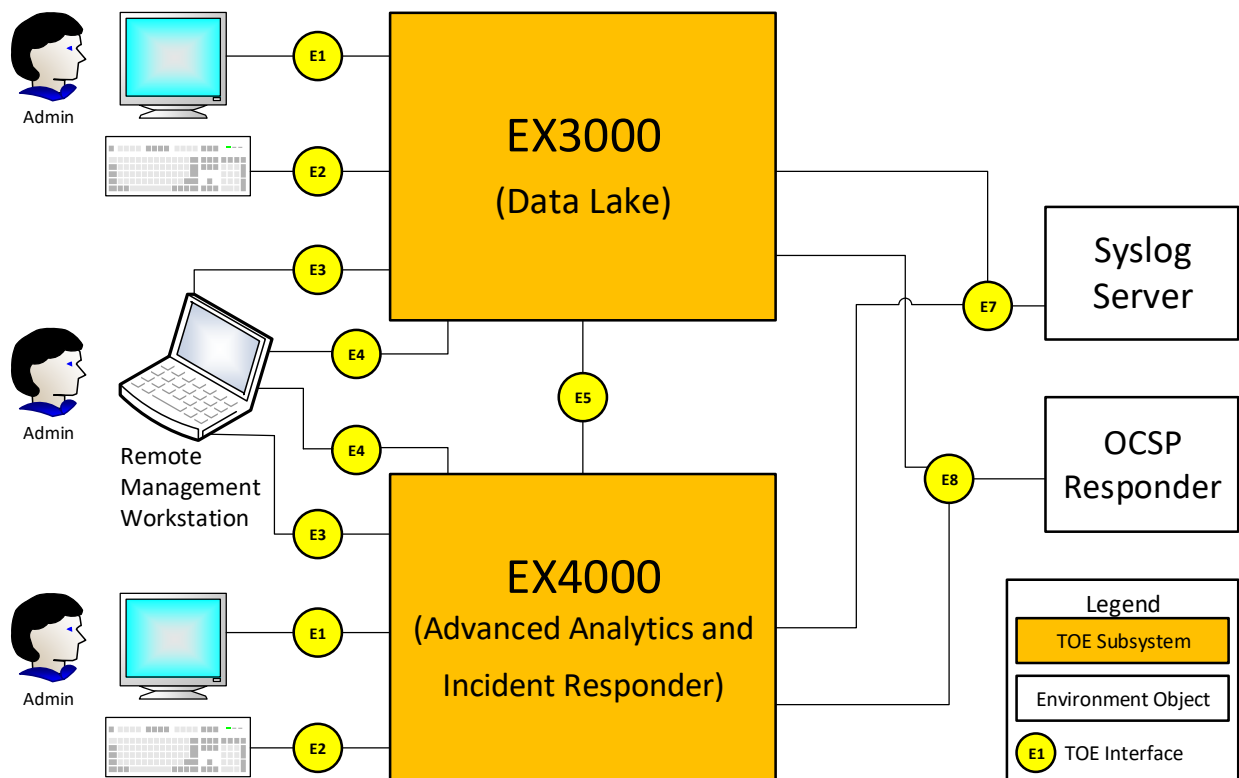 Admin
E1
E2
EX3000
(Data Lake)
E3
E4
E7
Syslog
Server
Admin
E5
E4
Remote
Management
Workstation
E3
E8
OCSP
Responder
EX4000
(Advanced Analytics and
Incident Responder)
Admin
E1
E2
Legend
TOE Subsystem
Environment Object
E1 TOE Interface